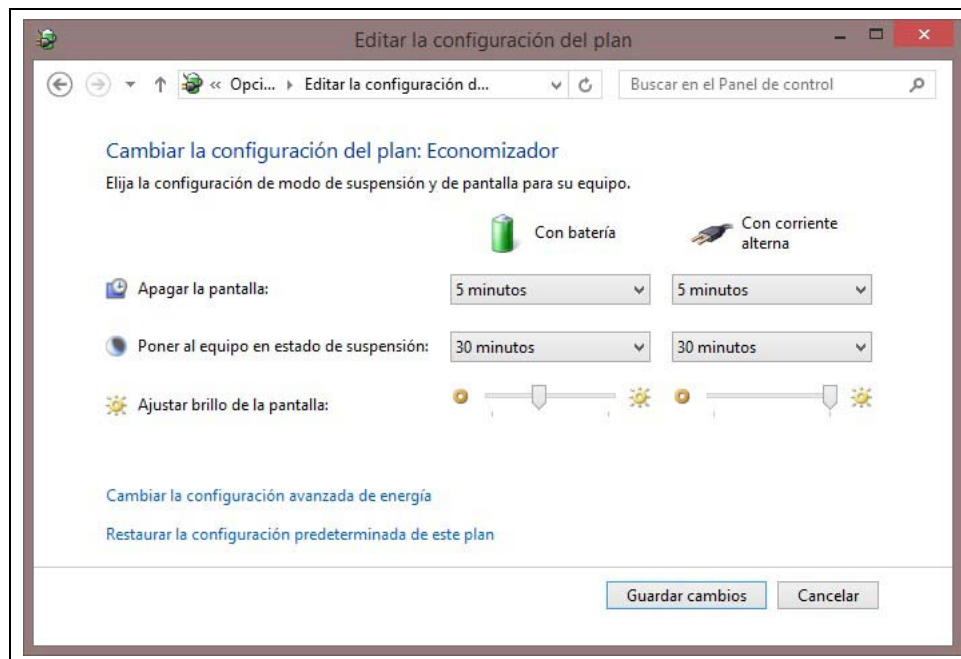 Editar la configuración del plan
« Opci... Editar la configuración d...
Buscar en el Panel de control
Cambiar la configuración del plan: Economizador
Elija la configuración de modo de suspensión y de pantalla para su equipo.
Con batería
Con corriente
alterna
Apagar la pantalla: 5 minutos 5 minutos
Poner al equipo en estado de suspensión: 30 minutos 30 minutos
Ajustar brillo de la pantalla:
Cambiar la configuración avanzada de energía
Restaurar la configuración predeterminada de este plan
Guardar cambios Cancelar